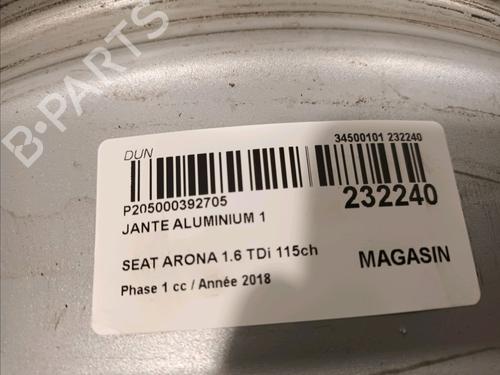 B-PARTS
DUN
34500101 232240
P205000392705
232240
JANTE ALUMINIUM 1
SEAT ARONA 1.6 TDi 115ch
MAGASIN
Phase 1 cc / Année 2018